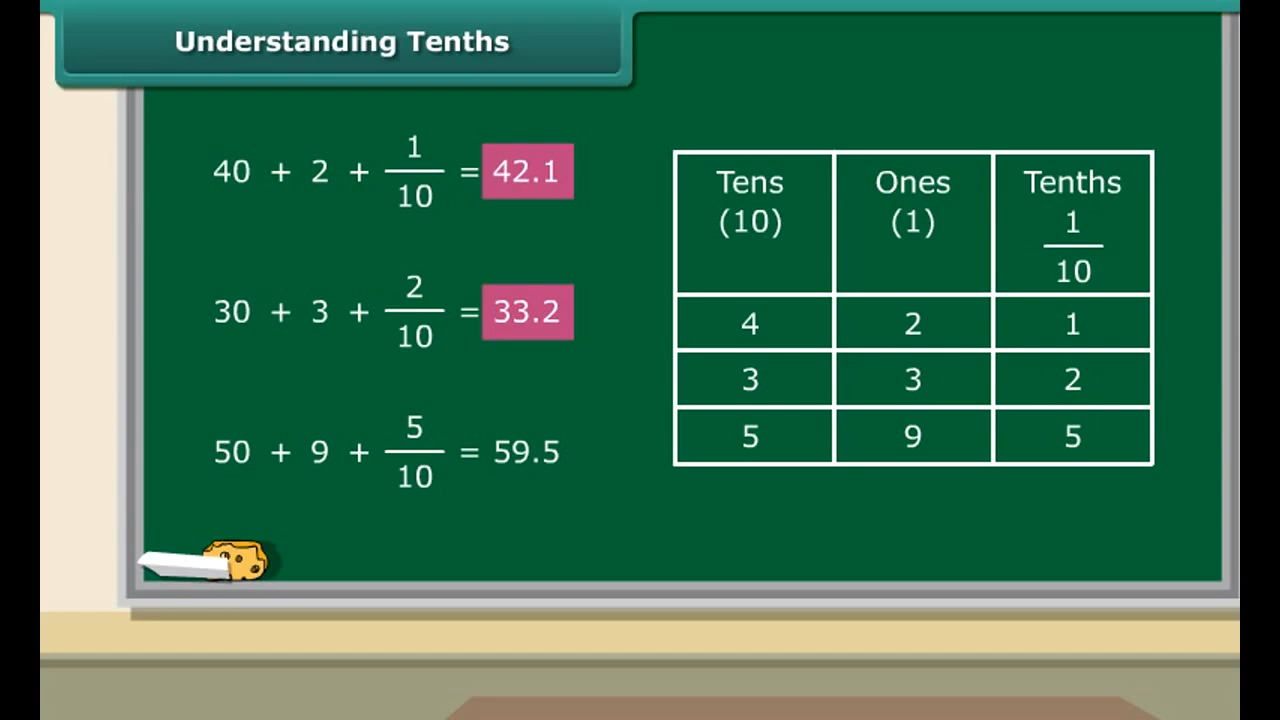 Understanding Tenths
40 + 2 + 1/10 = 42.1
30 + 3 + 2/10 = 33.2
50 + 9 + 5/10 = 59.5
Tens (10) Ones (1) Tenths 1/10
4 2 1
3 3 2
5 9 5